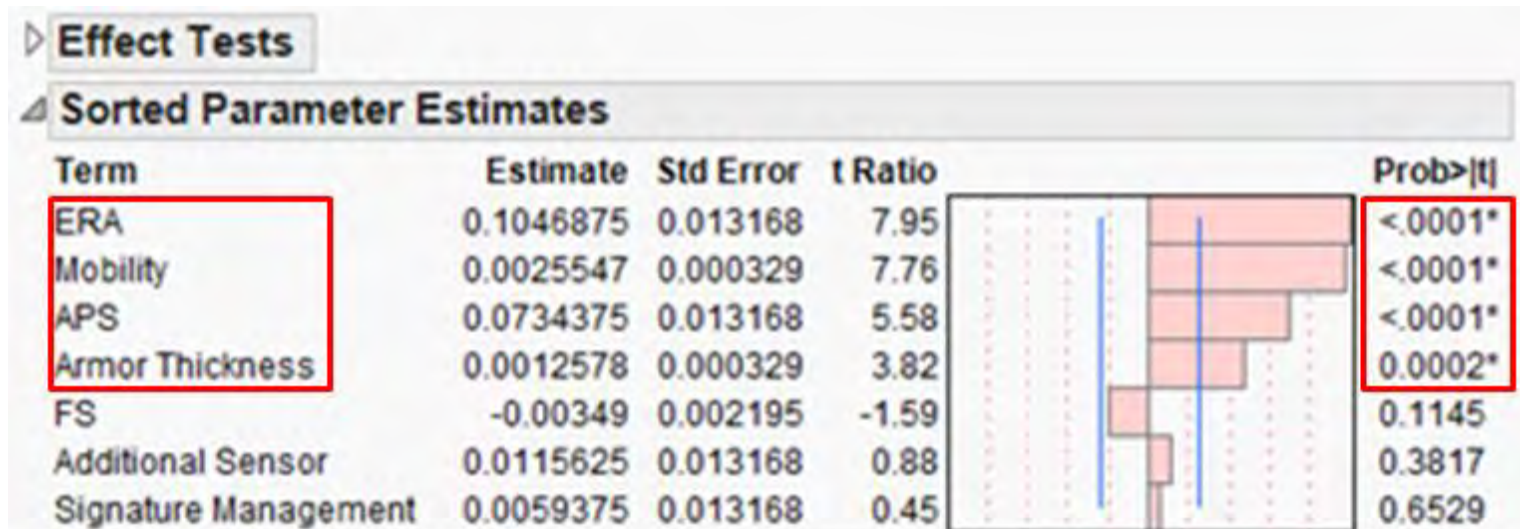 Effect Tests
Sorted Parameter Estimates
Term Estimate Std Error t Ratio Prob>|t|
ERA 0.1046875 0.013168 7.95 <.0001*
Mobility 0.0025547 0.000329 7.76 <.0001*
APS 0.0734375 0.013168 5.58 <.0001*
Armor Thickness 0.0012578 0.000329 3.82 0.0002*
FS -0.00349 0.002195 -1.59 0.1145
Additional Sensor 0.0115625 0.013168 0.88 0.3817
Signature Management 0.0059375 0.013168 0.45 0.6529